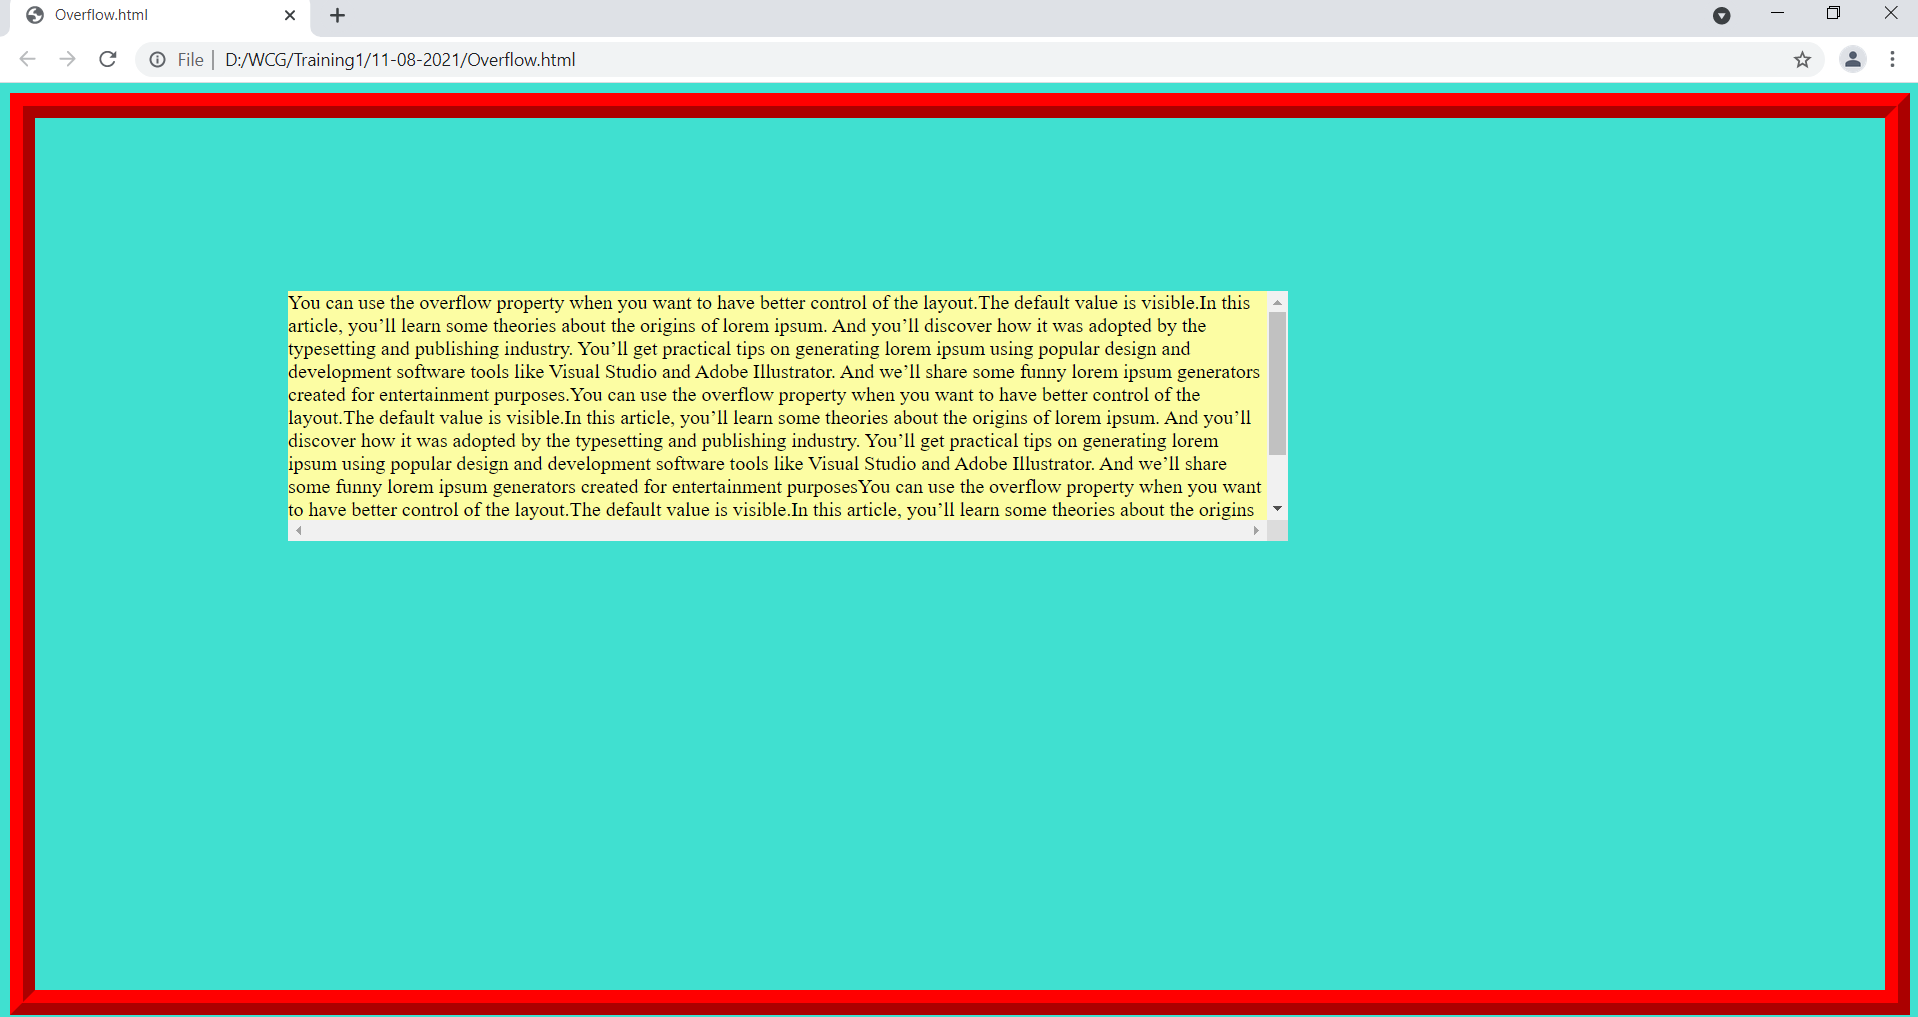 Overflow.html
File | D:/WCG/Training1/11-08-2021/Overflow.html
You can use the overflow property when you want to have better control of the layout.The default value is visible.In this
article, you’ll learn some theories about the origins of lorem ipsum. And you’ll discover how it was adopted by the
typesetting and publishing industry. You’ll get practical tips on generating lorem ipsum using popular design and
development software tools like Visual Studio and Adobe Illustrator. And we’ll share some funny lorem ipsum generators
created for entertainment purposes.You can use the overflow property when you want to have better control of the
layout.The default value is visible.In this article, you’ll learn some theories about the origins of lorem ipsum. And you’ll
discover how it was adopted by the typesetting and publishing industry. You’ll get practical tips on generating lorem
ipsum using popular design and development software tools like Visual Studio and Adobe Illustrator. And we’ll share
some funny lorem ipsum generators created for entertainment purposesYou can use the overflow property when you want
to have better control of the layout.The default value is visible.In this article, you’ll learn some theories about the origins